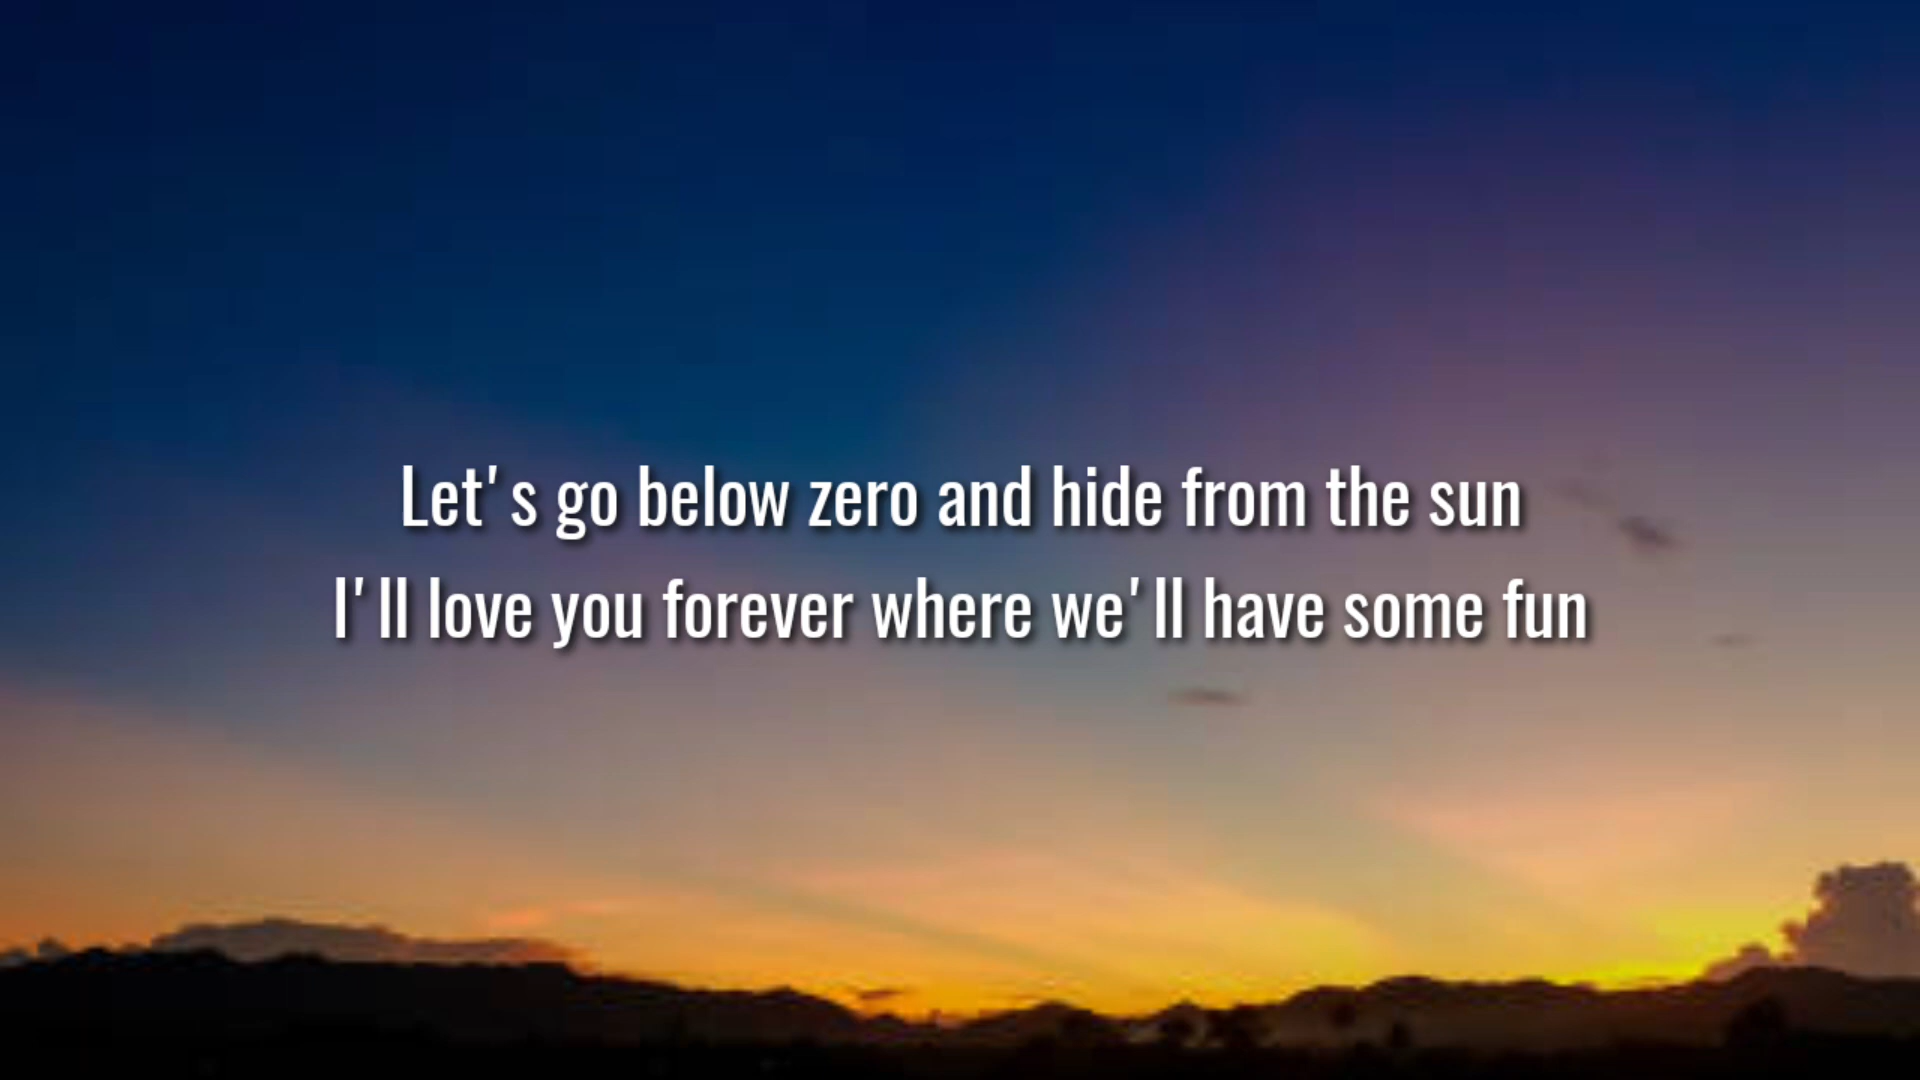 Let's go below zero and hide from the sun
I'll love you forever where we'll have some fun